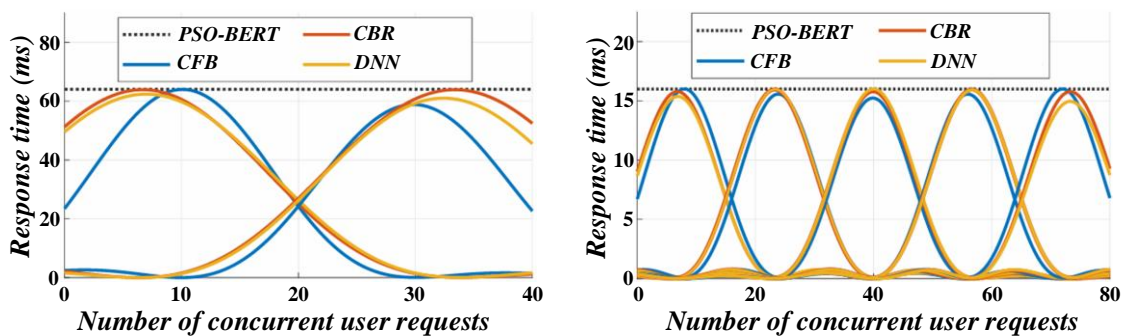 80
60
40
20
0
Response time (ms)
PSO-BERT CBR
CFB DNN
0 10 20 30 40
Number of concurrent user requests
20
15
10
5
0
Response time (ms)
PSO-BERT CBR
CFB DNN
0 20 40 60 80
Number of concurrent user requests